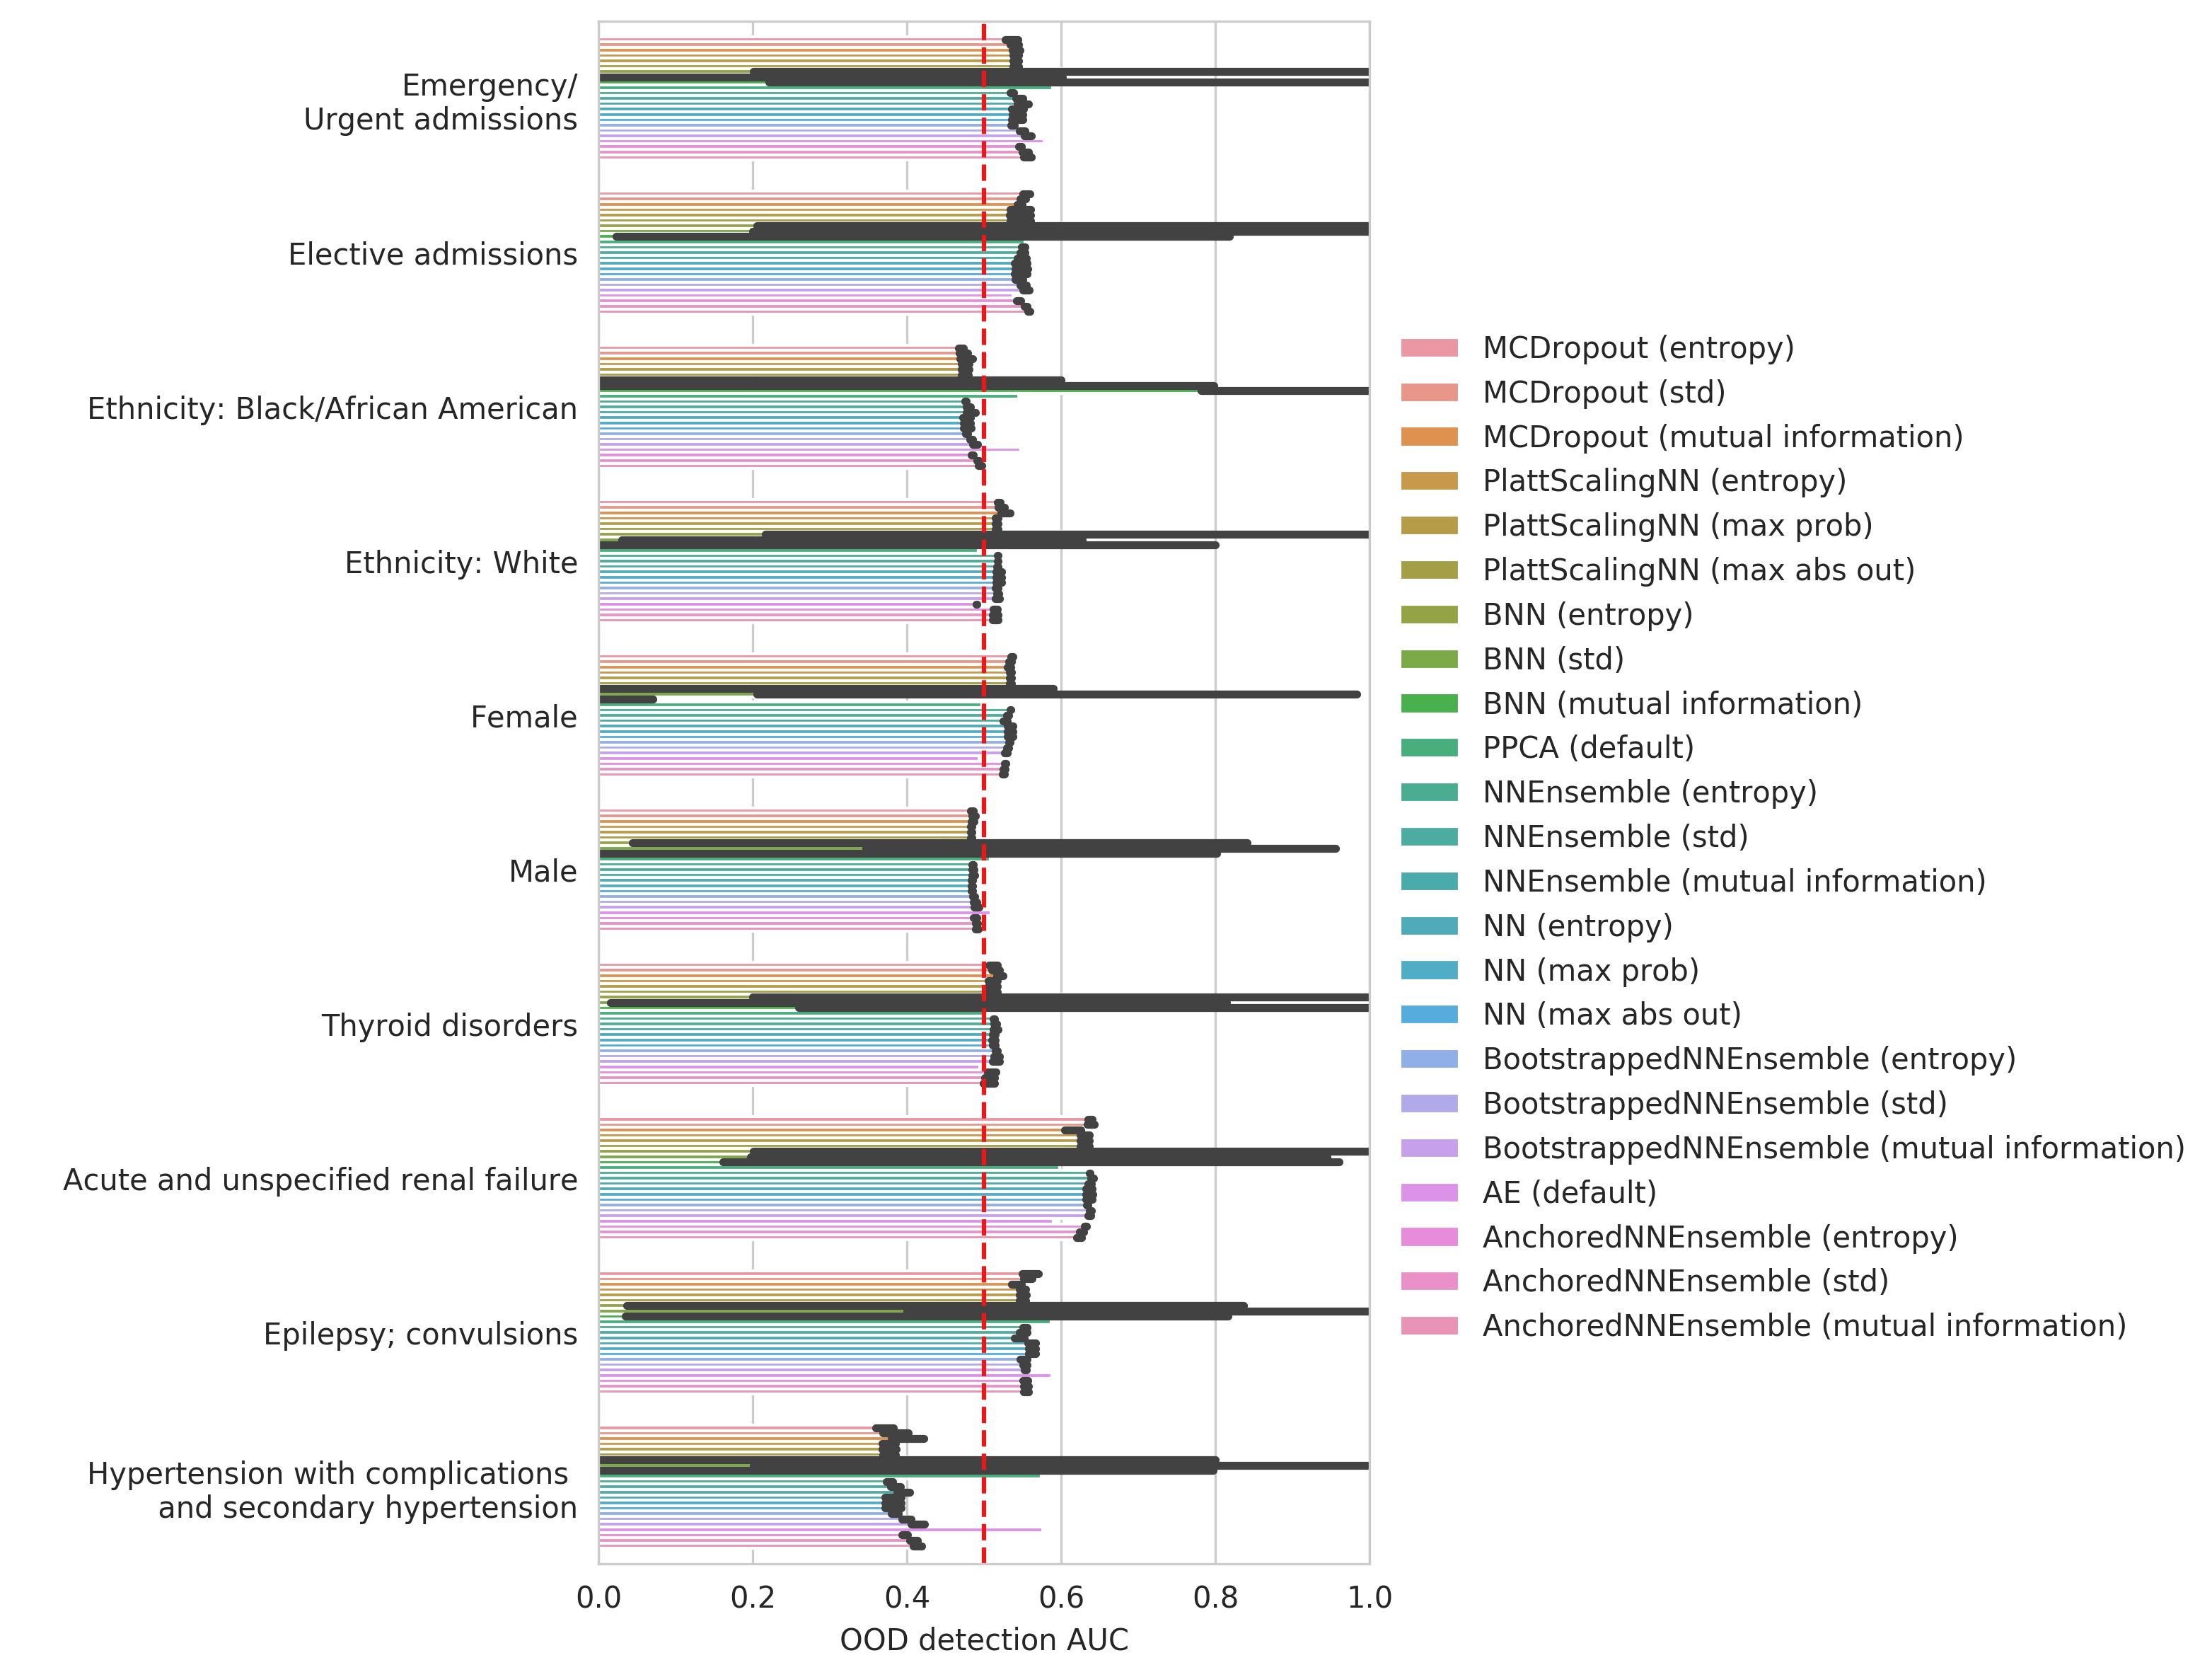 Emergency/
Urgent admissions
Elective admissions
Ethnicity: Black/African American
Ethnicity: White
Female
Male
Thyroid disorders
Acute and unspecified renal failure
Epilepsy; convulsions
Hypertension with complications
and secondary hypertension
0.0 0.2 0.4 0.6 0.8 1.0
OOD detection AUC
MCDropout (entropy)
MCDropout (std)
MCDropout (mutual information)
PlattScalingNN (entropy)
PlattScalingNN (max prob)
PlattScalingNN (max abs out)
BNN (entropy)
BNN (std)
BNN (mutual information)
PPCA (default)
NNEnsemble (entropy)
NNEnsemble (std)
NNEnsemble (mutual information)
NN (entropy)
NN (max prob)
NN (max abs out)
BootstrappedNNEnsemble (entropy)
BootstrappedNNEnsemble (std)
BootstrappedNNEnsemble (mutual information)
AE (default)
AnchoredNNEnsemble (entropy)
AnchoredNNEnsemble (std)
AnchoredNNEnsemble (mutual information)